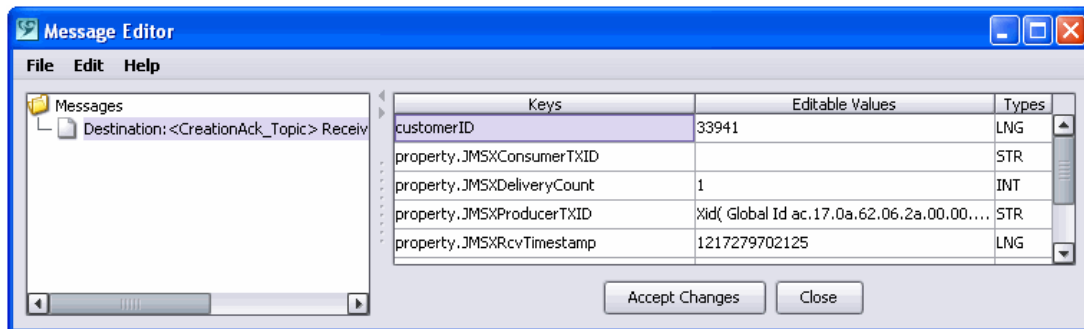 Message Editor
File Edit Help
Messages
Destination:<CreationAck_Topic> Receiv
Keys Editable Values Types
customerID 33941 LNG
property.JMSXConsumerTXID STR
property.JMSXDeliveryCount 1 INT
property.JMSXProducerTXID Xid( Global Id ac.17.0a.62.06.2a.00.00.... STR
property.JMSXRcvTimestamp 1217279702125 LNG
Accept Changes Close